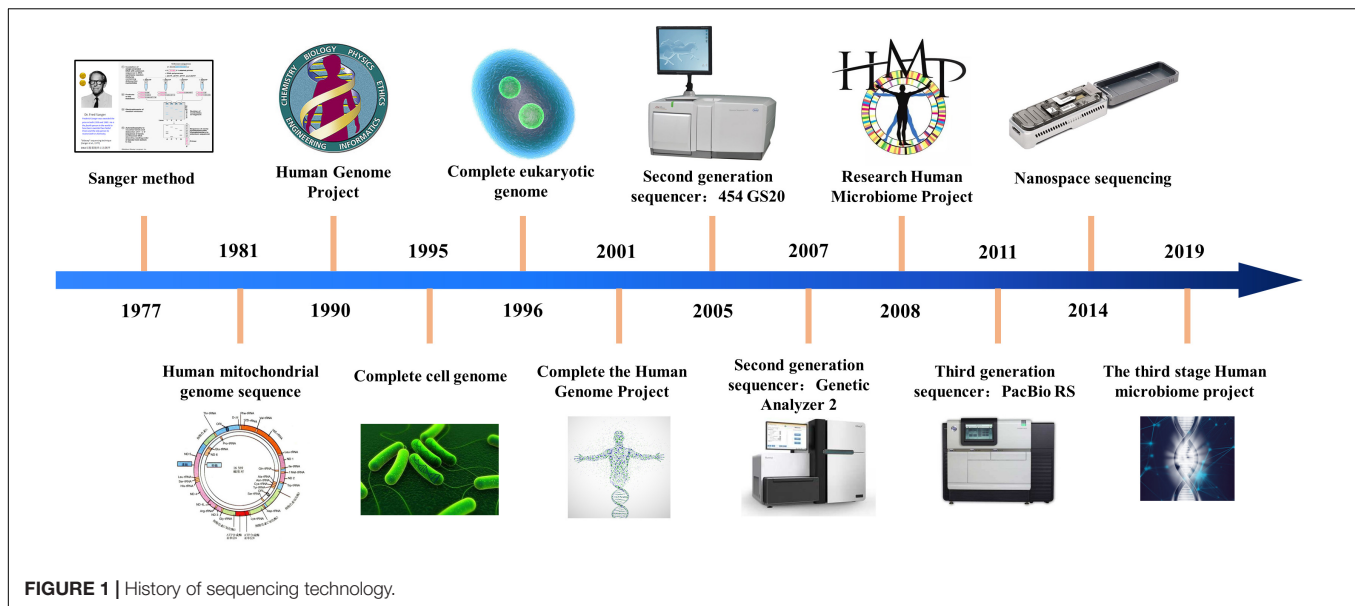 CHEMISTRY BIOLOGY PHYSICS ETHICS INFORMATICS ENGINEERING
HMP
Sanger method
Human Genome
Project
Complete eukaryotic
genome
Second generation
sequencer： 454 GS20
Research Human
Microbiome Project
Nanospace sequencing
1981
1995
2001
2007
2011
2019
1977
1990
1996
2005
2008
2014
Human mitochondrial
genome sequence
Complete cell genome
Complete the Human
Genome Project
Second generation
sequencer： Genetic
Analyzer 2
Third generation
sequencer： PacBio RS
The third stage Human
microbiome project
FIGURE 1 | History of sequencing technology.